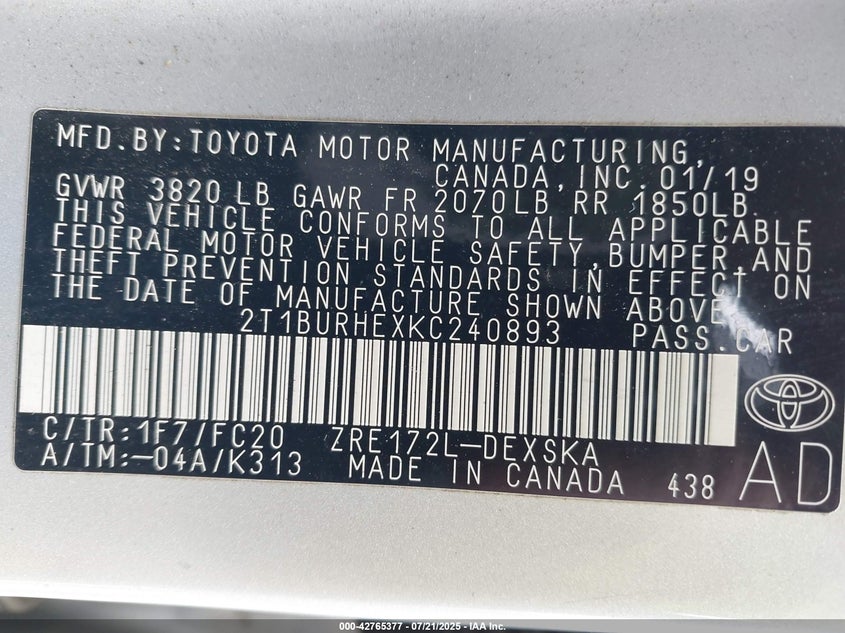 MFD.BY:TOYOTA MOTOR MANUFACTURING,
CANADA,INC.01/19
GVWR 3820 LB GAWR FR 2070LB RR 1850LB
THIS VEHICLE CONFORMS TO ALL APPLICABLE
FEDERAL MOTOR VEHICLE SAFETY,BUMPER AND
THEFT PREVENTION STANDARDS IN EFFECT ON
THE DATE OF MANUFACTURE SHOWN ABOVE.
2T1BURHEXKC240893 PASS.CAR
C/TR:1F7/FC20 ZRE172L-DEXSKA
A/TM:-04A/K313 MADE IN CANADA 438 AD
000-42765377 - 07/21/2025 - IAA Inc.